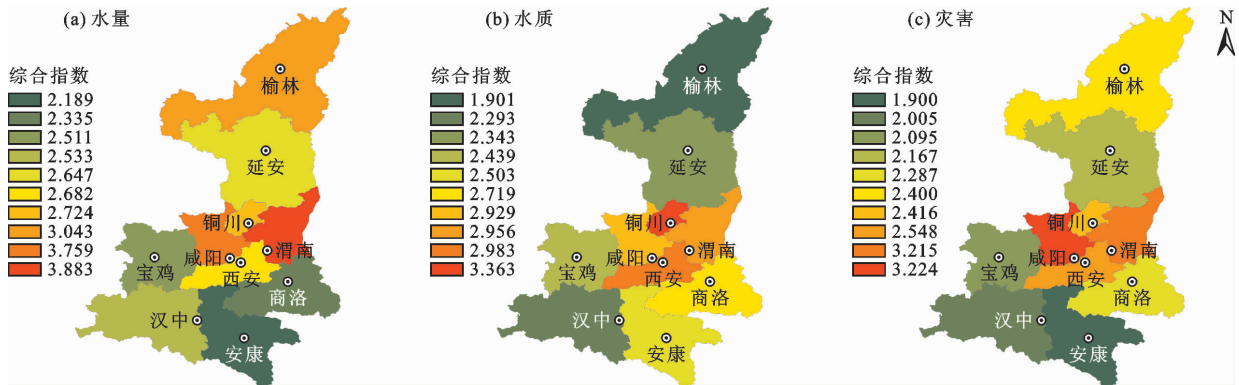 (a) 水量
综合指数
2.189
2.335
2.511
2.533
2.647
2.682
2.724
3.043
3.759
3.883
榆林
延安
铜川
渭南
咸阳
西安
宝鸡
商洛
汉中
安康
(b) 水质
综合指数
1.901
2.293
2.343
2.439
2.503
2.719
2.929
2.956
2.983
3.363
榆林
延安
铜川
渭南
咸阳
西安
宝鸡
商洛
汉中
安康
(c) 灾害
综合指数
1.900
2.005
2.095
2.167
2.287
2.400
2.416
2.548
3.215
3.224
榆林
延安
铜川
渭南
咸阳
西安
宝鸡
商洛
汉中
安康
N